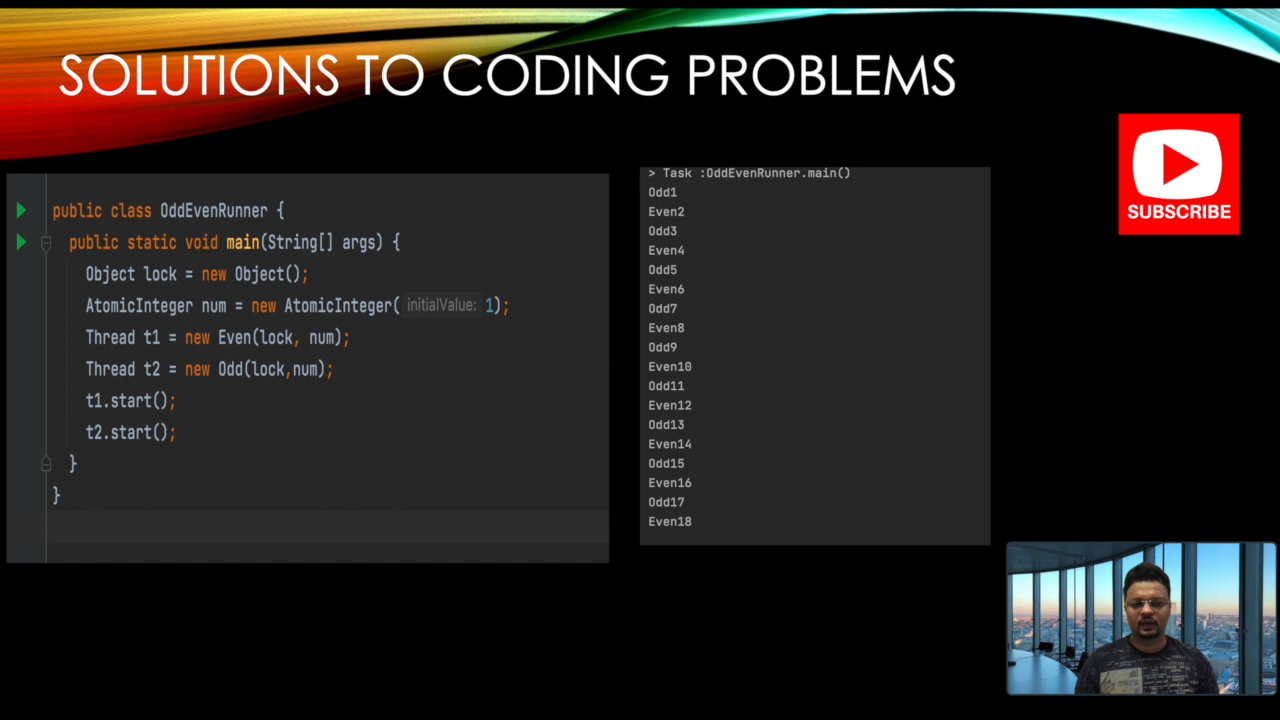 SOLUTIONS TO CODING PROBLEMS
SUBSCRIBE
public class OddEvenRunner {
public static void main(String[] args) {
Object lock = new Object();
AtomicInteger num = new AtomicInteger( initialValue: 1);
Thread t1 = new Even(lock, num);
Thread t2 = new Odd(lock,num);
t1.start();
t2.start();
}
}
> Task :OddEvenRunner.main()
Odd1
Even2
Odd3
Even4
Odd5
Even6
Odd7
Even8
Odd9
Even10
Odd11
Even12
Odd13
Even14
Odd15
Even16
Odd17
Even18